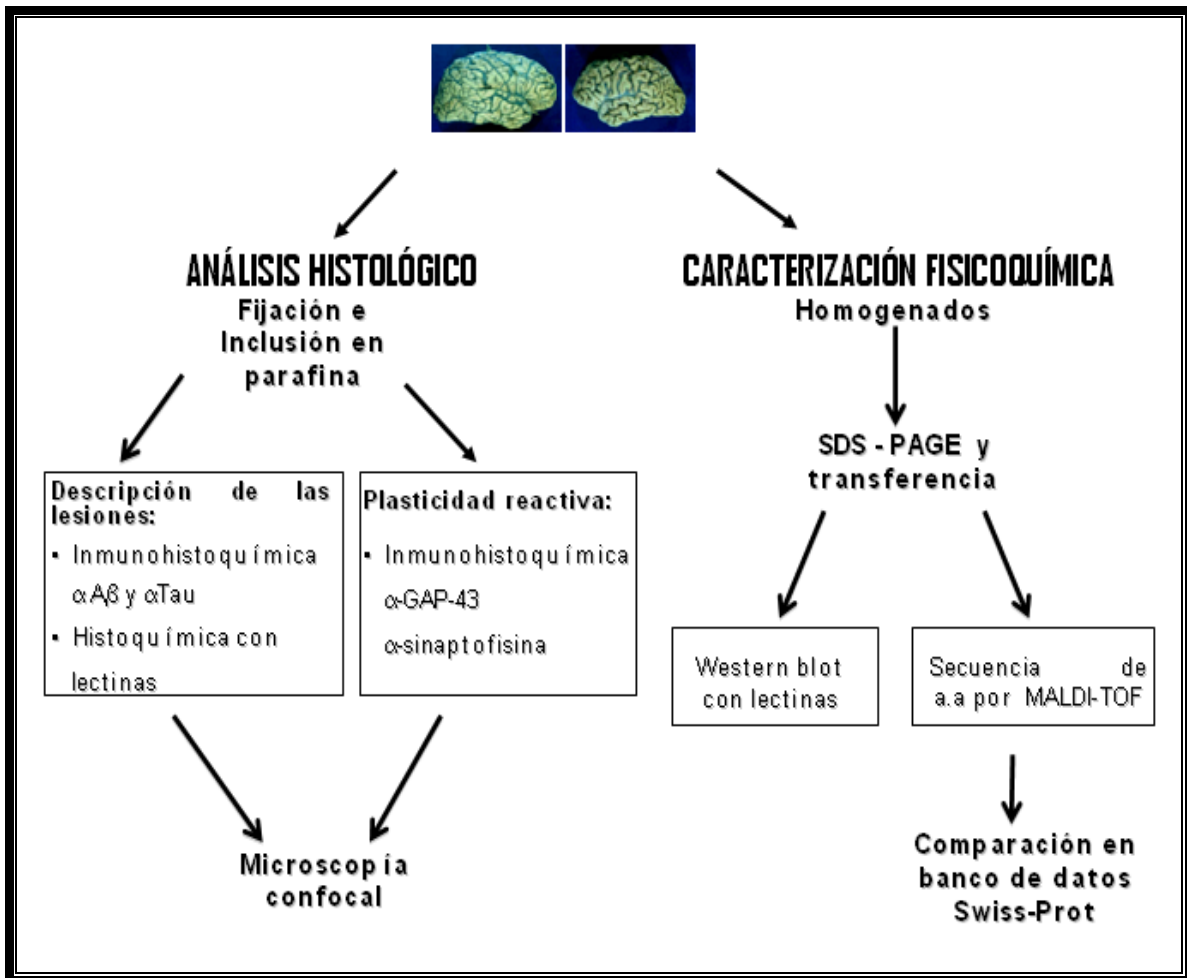 ANÁLISIS HISTOLÓGICO
Fijación e
Inclusión en
parafina
Descripción de las
lesiones:
▪ Inmunohistoquímica
αAβ y αTau
▪ Histoquímica con
lectinas
Plasticidad reactiva:
▪ Inmunohistoquímica
α-GAP-43
α-sinaptofisina
Microscopía
confocal
CARACTERIZACIÓN FISICOQUÍMICA
Homogenados
SDS - PAGE y
transferencia
Western blot
con lectinas
Secuencia de
a.a por MALDI-TOF
Comparación en
banco de datos
Swiss-Prot